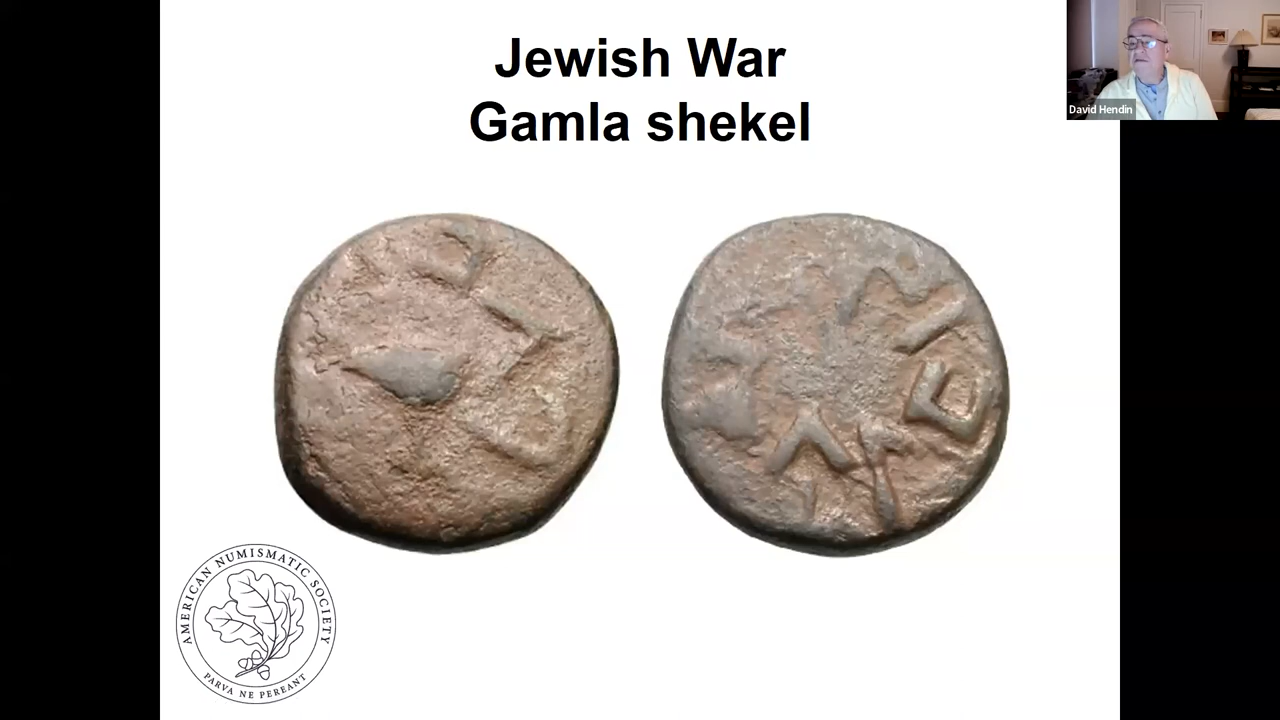 Jewish War
Gamla shekel
David Hendin
AMERICAN NUMISMATIC SOCIETY
PARVA NE PEREANT